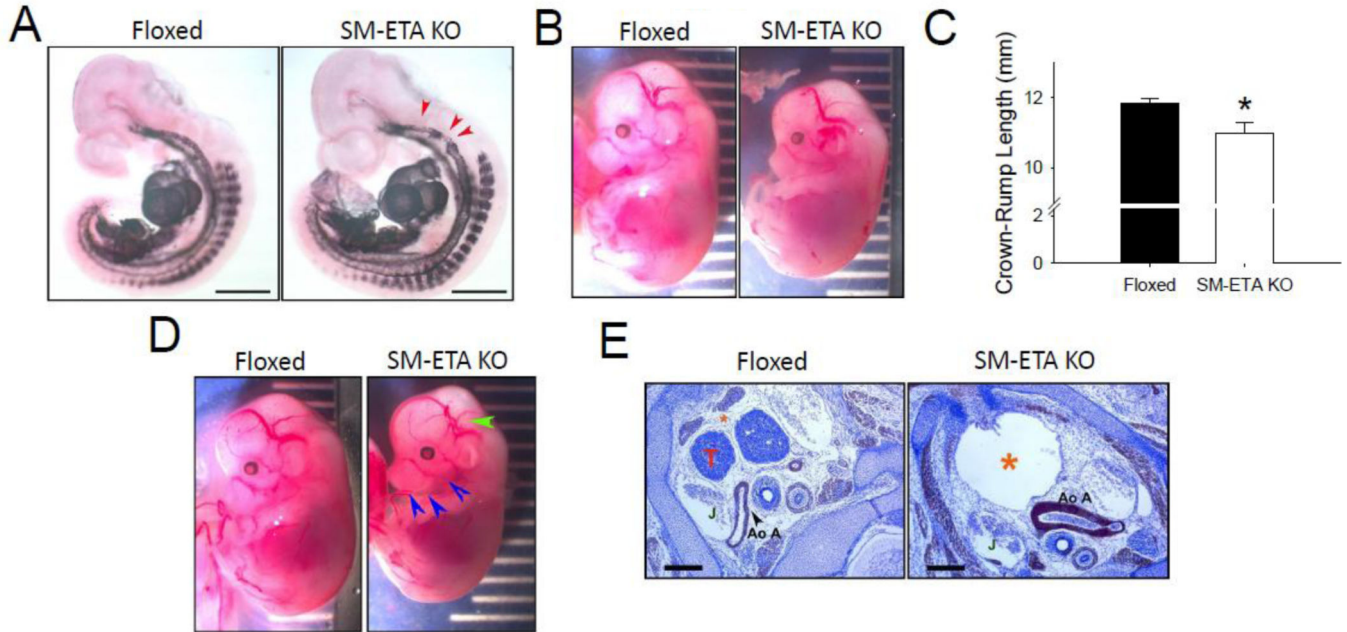 A
Floxed
SM-ETA KO
B
Floxed
SM-ETA KO
C
Crown-Rump Length (mm)
12
10
2
0
*
Floxed
SM-ETA KO
D
Floxed
SM-ETA KO
E
Floxed
SM-ETA KO
*
T
J
Ao A
*
Ao A
J